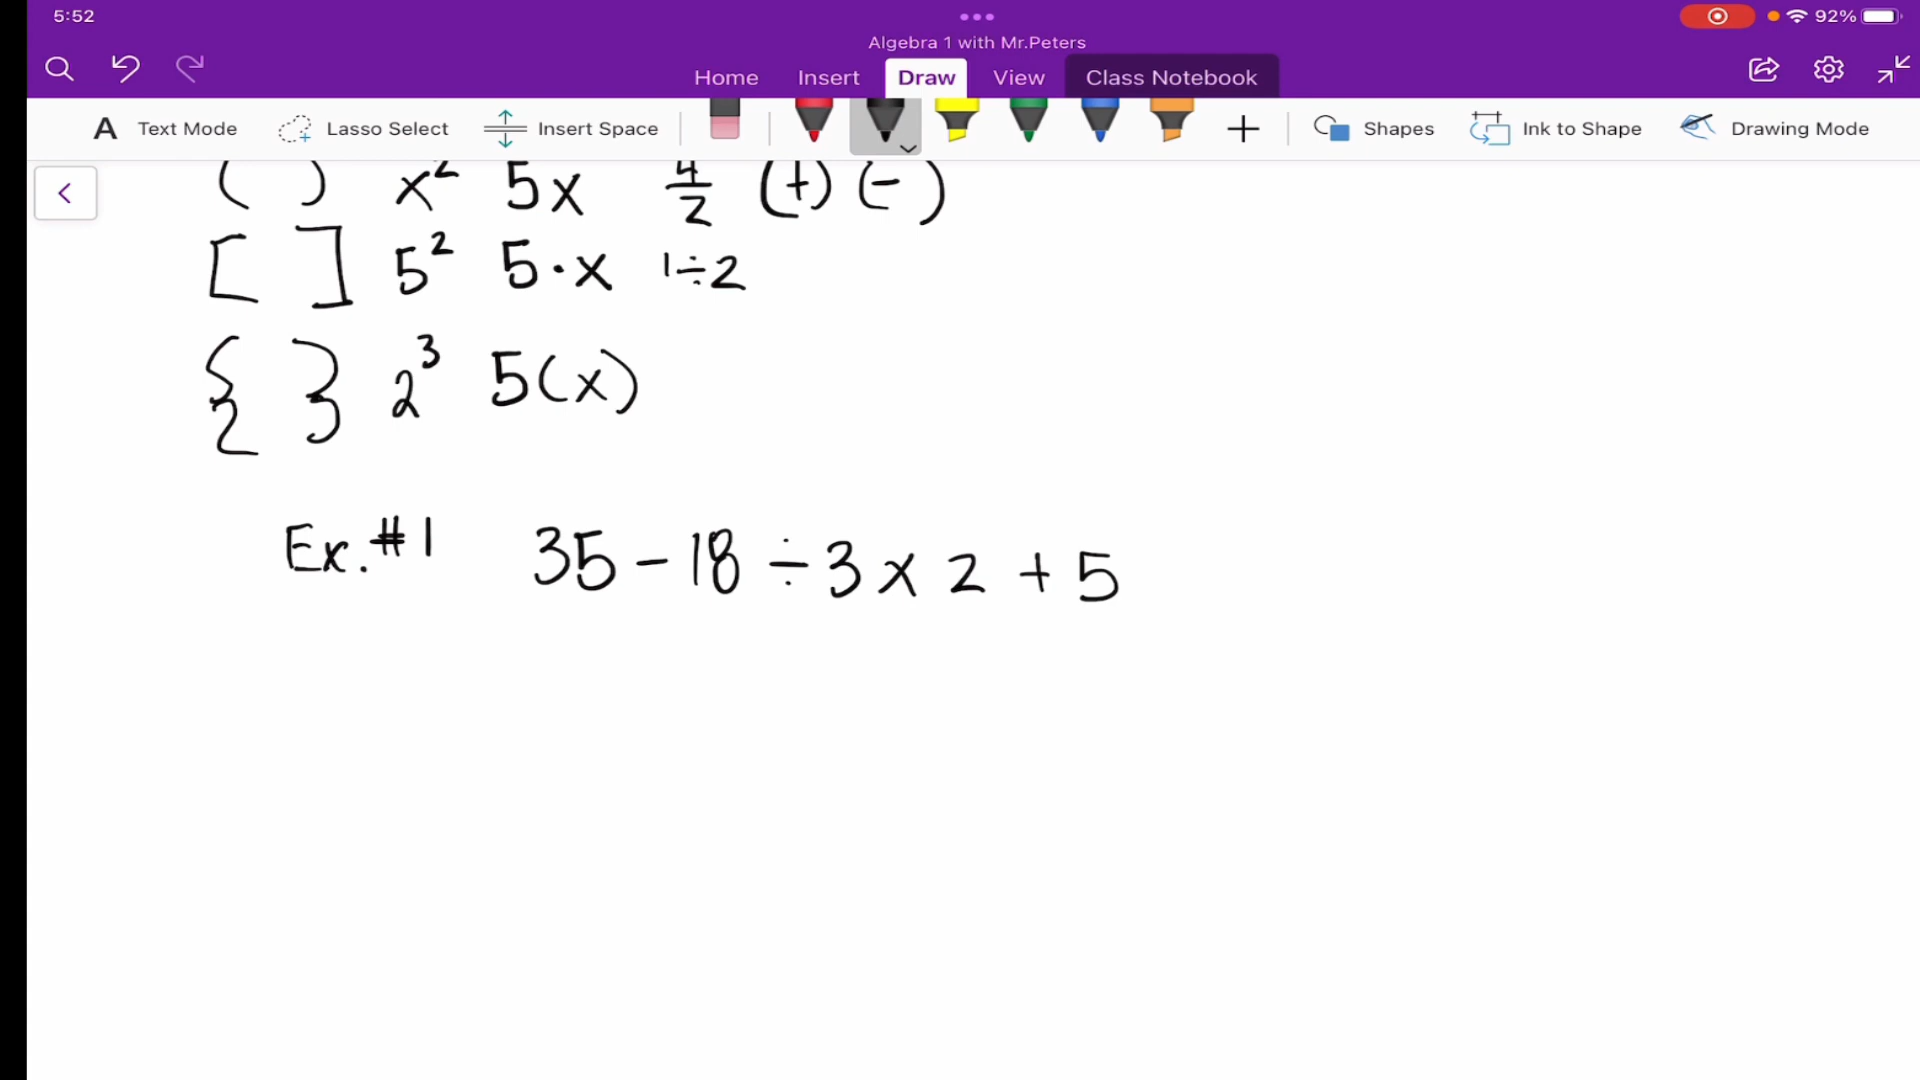 5:52
92%
Algebra 1 with Mr.Peters
Home Insert Draw View Class Notebook
A Text Mode Lasso Select Insert Space Shapes Ink to Shape Drawing Mode
( ) x² 5x 4/2 (+) (-)
[ ] 5² 5·x 1÷2
{ } 2³ 5(x)
Ex. #1 35 - 18 ÷ 3 x 2 + 5